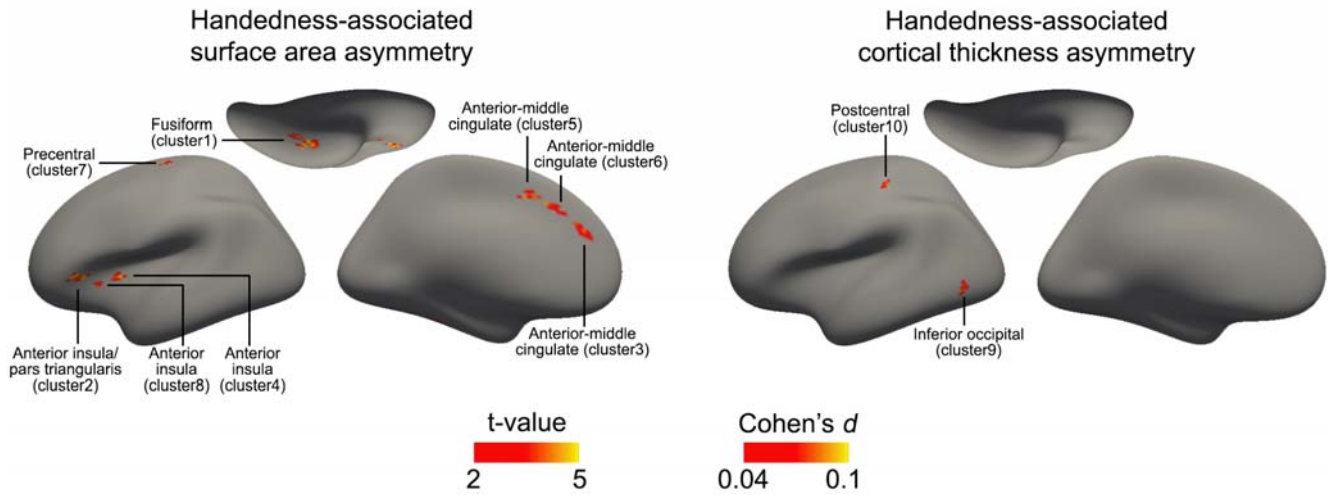 Handedness-associated
surface area asymmetry
Handedness-associated
cortical thickness asymmetry
Fusiform
(cluster1)
Precentral
(cluster7)
Anterior-middle
cingulate (cluster5)
Anterior-middle
cingulate (cluster6)
Anterior-middle
cingulate (cluster3)
Anterior insula/
pars triangularis
(cluster2)
Anterior
insula
(cluster8)
Anterior
insula
(cluster4)
Postcentral
(cluster10)
Inferior occipital
(cluster9)
t-value
2 5
Cohen's d
0.04 0.1